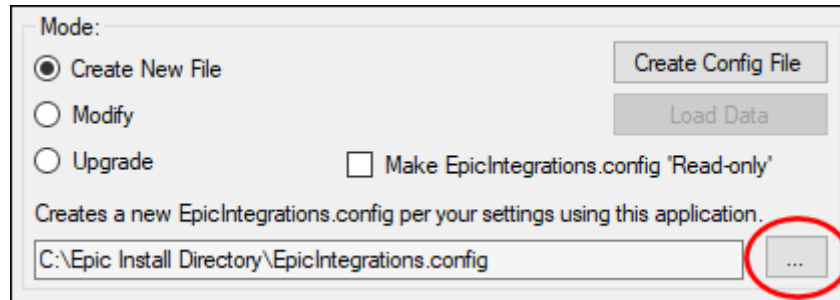 Mode:
Create New File
Create Config File
Modify
Load Data
Upgrade
Make EpicIntegrations.config 'Read-only'
Creates a new EpicIntegrations.config per your settings using this application.
C:\Epic Install Directory\EpicIntegrations.config
...